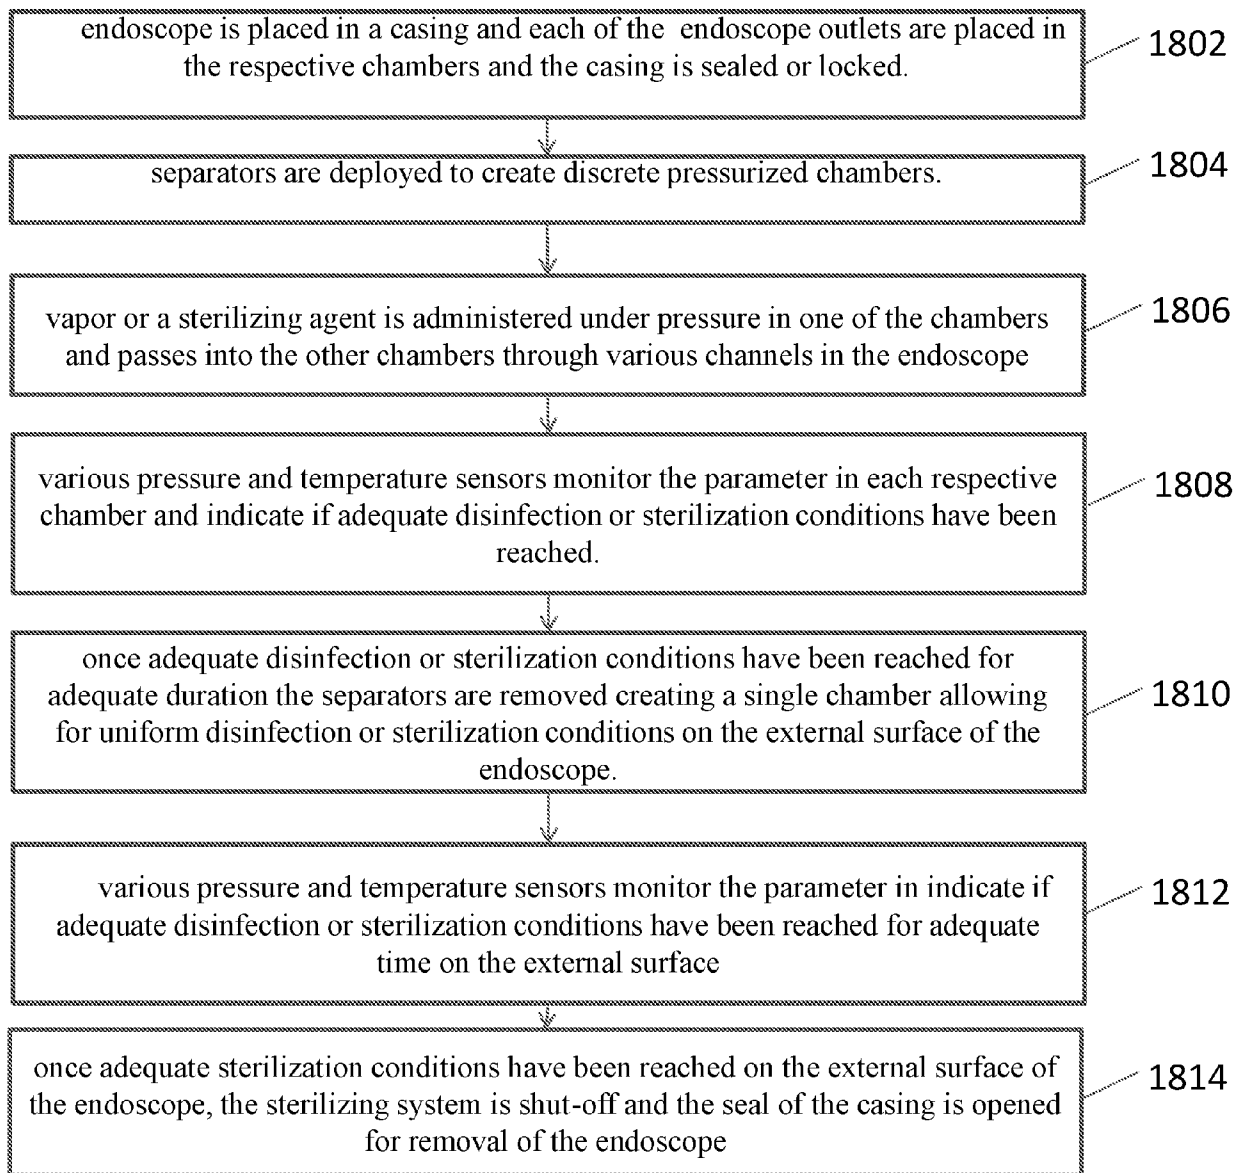 endoscope is placed in a casing and each of the endoscope outlets are placed in
the respective chambers and the casing is sealed or locked.
1802
separators are deployed to create discrete pressurized chambers.
1804
vapor or a sterilizing agent is administered under pressure in one of the chambers
and passes into the other chambers through various channels in the endoscope
1806
various pressure and temperature sensors monitor the parameter in each respective
chamber and indicate if adequate disinfection or sterilization conditions have been
reached.
1808
once adequate disinfection or sterilization conditions have been reached for
adequate duration the separators are removed creating a single chamber allowing
for uniform disinfection or sterilization conditions on the external surface of the
endoscope.
1810
various pressure and temperature sensors monitor the parameter in indicate if
adequate disinfection or sterilization conditions have been reached for adequate
time on the external surface
1812
once adequate sterilization conditions have been reached on the external surface of
the endoscope, the sterilizing system is shut-off and the seal of the casing is opened
for removal of the endoscope
1814